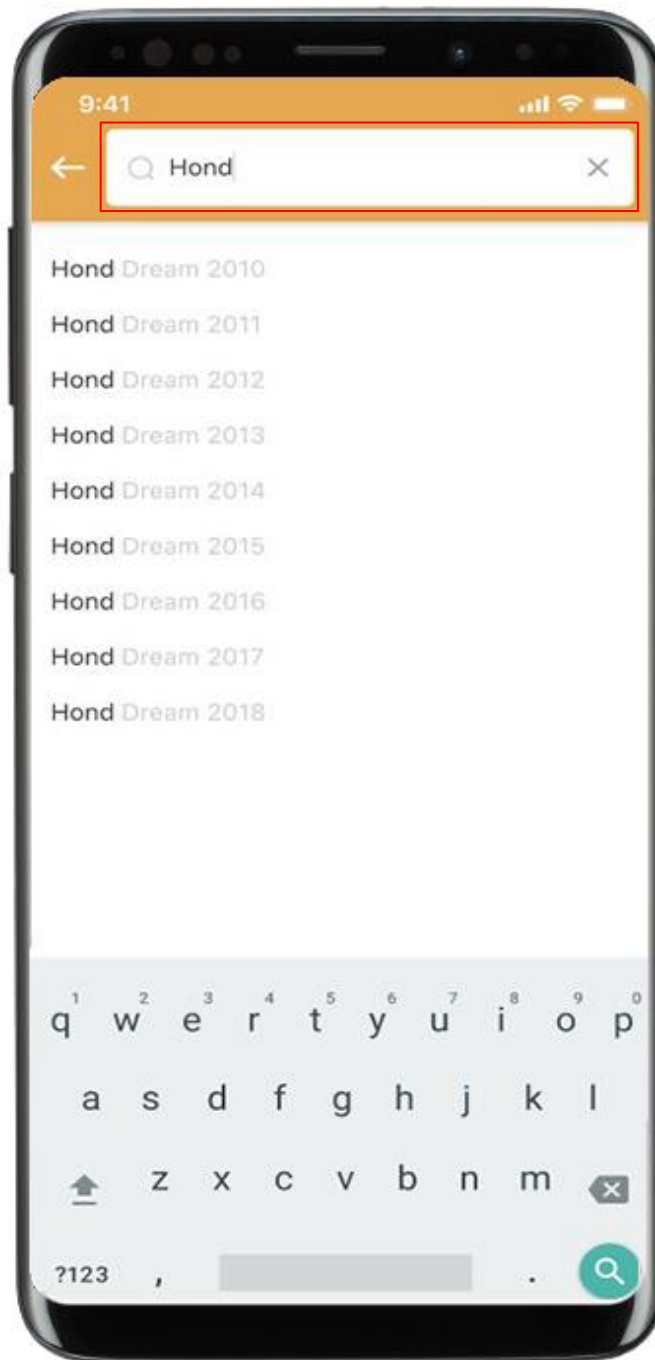 9:41
Hond
Hond Dream 2010
Hond Dream 2011
Hond Dream 2012
Hond Dream 2013
Hond Dream 2014
Hond Dream 2015
Hond Dream 2016
Hond Dream 2017
Hond Dream 2018
1 2 3 4 5 6 7 8 9 0
q w e r t y u i o p
a s d f g h j k l
z x c v b n m
?123 , .